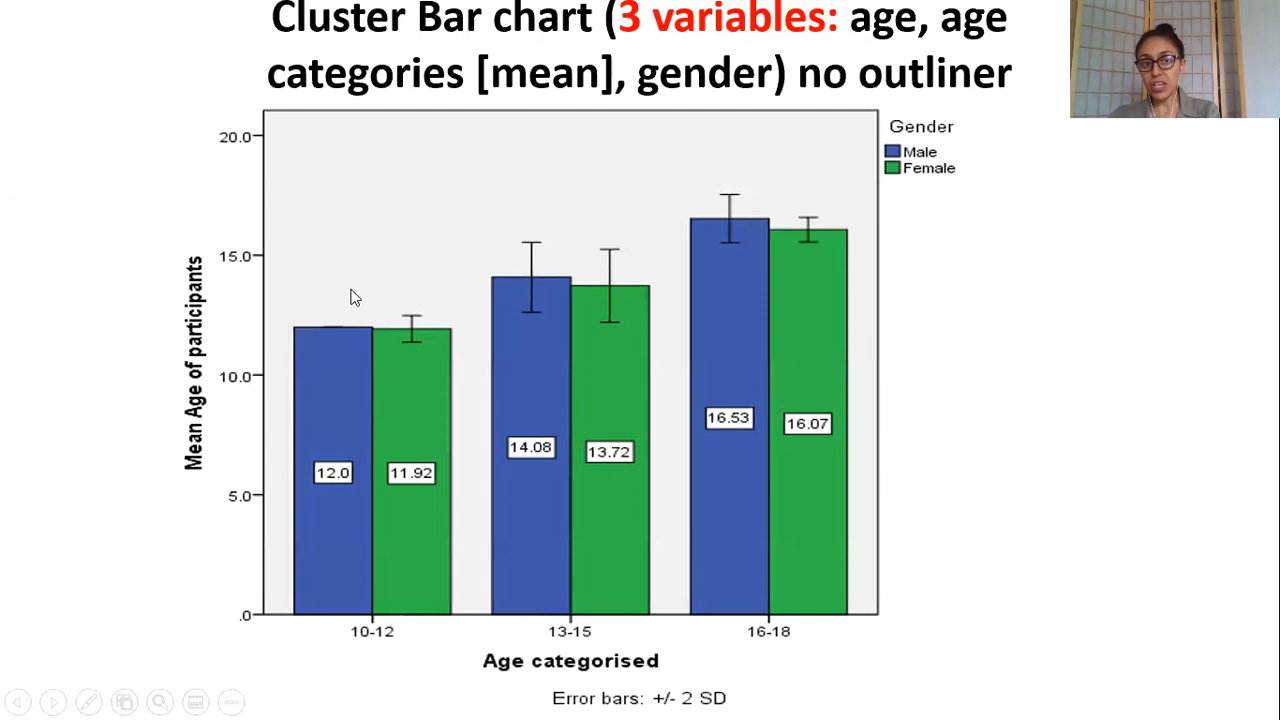 Cluster Bar chart (3 variables: age, age
categories [mean], gender) no outliner
Gender
Male
Female
20.0
15.0
10.0
5.0
.0
Mean Age of participants
12.0
11.92
14.08
13.72
16.53
16.07
10-12
13-15
16-18
Age categorised
Error bars: +/- 2 SD